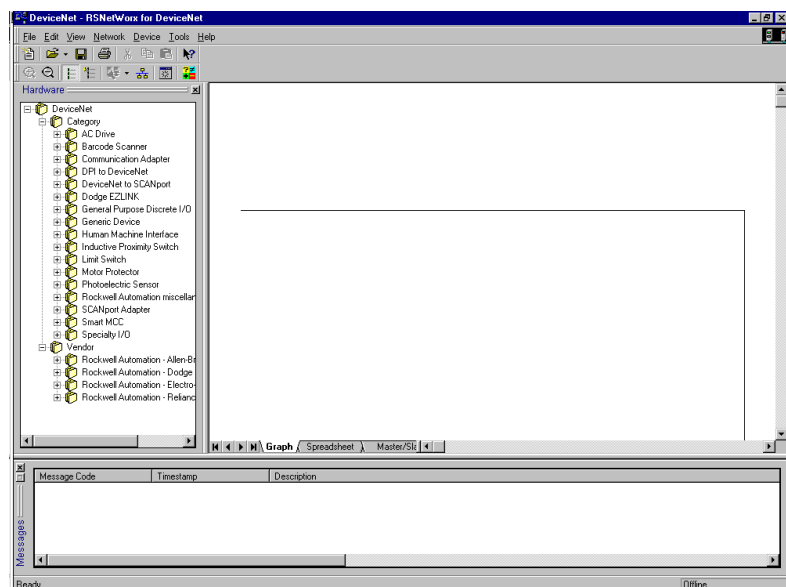 DeviceNet - RSNetWorx for DeviceNet
File Edit View Network Device Tools Help
Hardware
DeviceNet
Category
AC Drive
Barcode Scanner
Communication Adapter
DPI to DeviceNet
DeviceNet to SCANport
Dodge EZLINK
General Purpose Discrete I/O
Generic Device
Human Machine Interface
Inductive Proximity Switch
Limit Switch
Motor Protector
Photoelectric Sensor
Rockwell Automation miscellar
SCANport Adapter
Smart MCC
Specialty I/O
Vendor
Rockwell Automation - Allen-Br
Rockwell Automation - Dodge
Rockwell Automation - Electro-
Rockwell Automation - Relianc
Graph Spreadsheet Master/Sla
Messages
Message Code Timestamp Description
Ready Offline